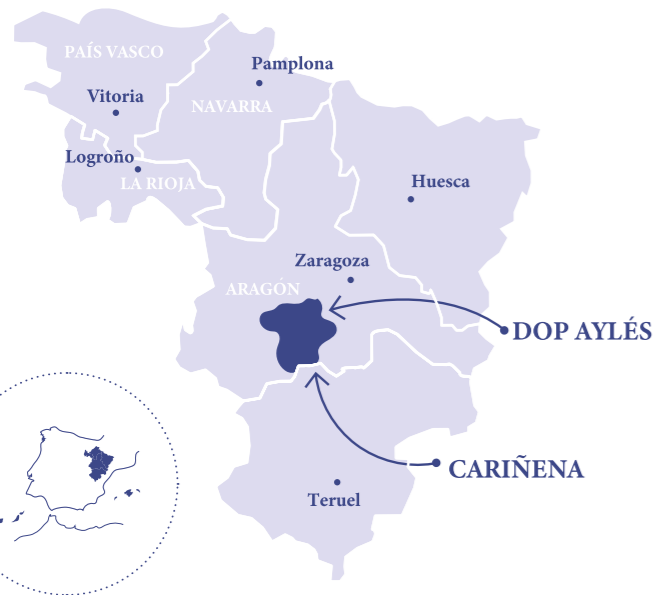 PAÍS VASCO
Pamplona
Vitoria
NAVARRA
Logroño
LA RIOJA
Huesca
Zaragoza
ARAGÓN
DOP AYLÉS
CARIÑENA
Teruel